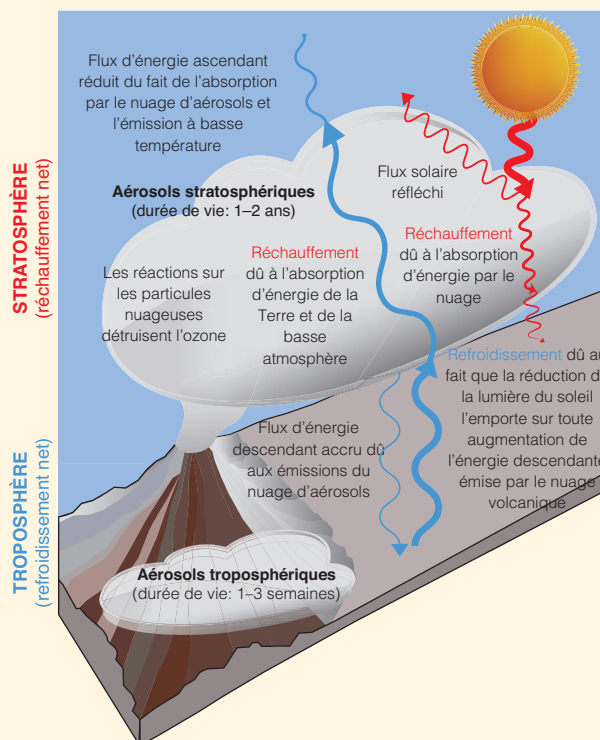 Flux d'énergie ascendant
réduit du fait de l'absorption
par le nuage d'aérosols et
l'émission à basse
température
STRATOSPHÈRE
(réchauffement net)
Aérosols stratosphériques
(durée de vie: 1–2 ans)
Flux solaire
réfléchi
Les réactions sur
les particules
nuageuses
détruisent l'ozone
Réchauffement
dû à l'absorption
d'énergie de la
Terre et de la
basse
atmosphère
Réchauffement
dû à l'absorption
d'énergie par le
nuage
Refroidissement dû au
fait que la réduction d
la lumière du soleil
l'emporte sur toute
augmentation de
l'énergie descendante
émise par le nuage
volcanique
TROPOSPHÈRE
(refroidissement net)
Flux d'énergie
descendant accru dû
aux émissions du
nuage d'aérosols
Aérosols troposphériques
(durée de vie: 1–3 semaines)